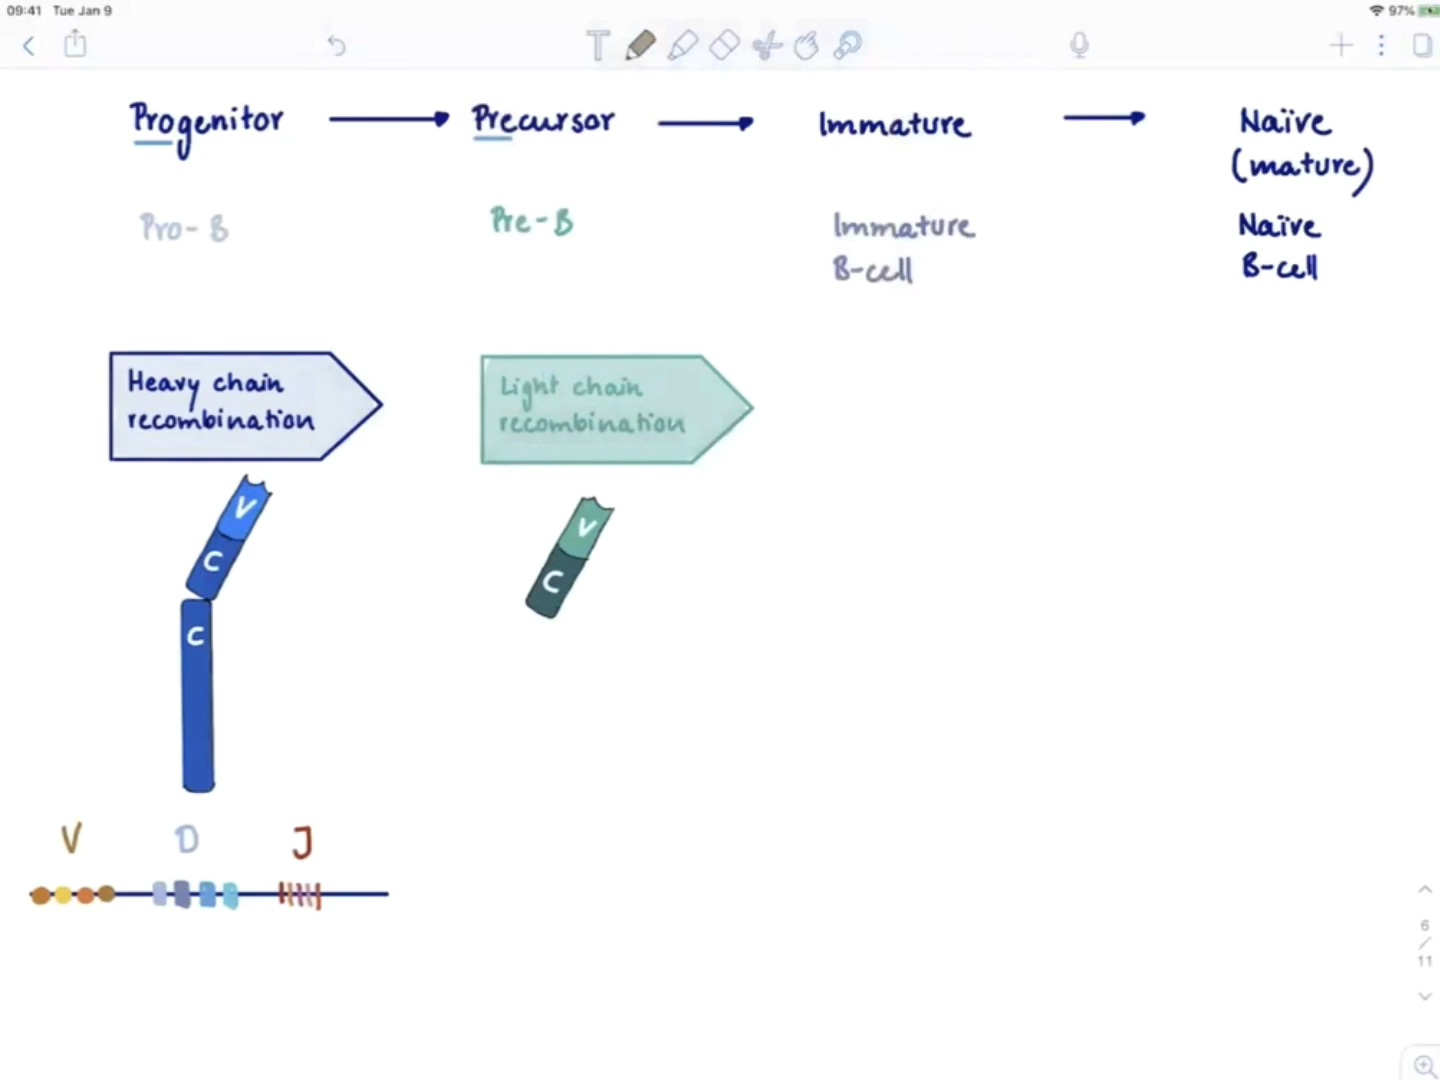 09:41 Tue Jan 9
97%
T
Progenitor
Precursor
Immature
Naïve
(mature)
Pro-B
Pre-B
Immature
B-cell
Naïve
B-cell
Heavy chain
recombination
Light chain
recombination
V
C
C
V
C
V D J
6
/
11